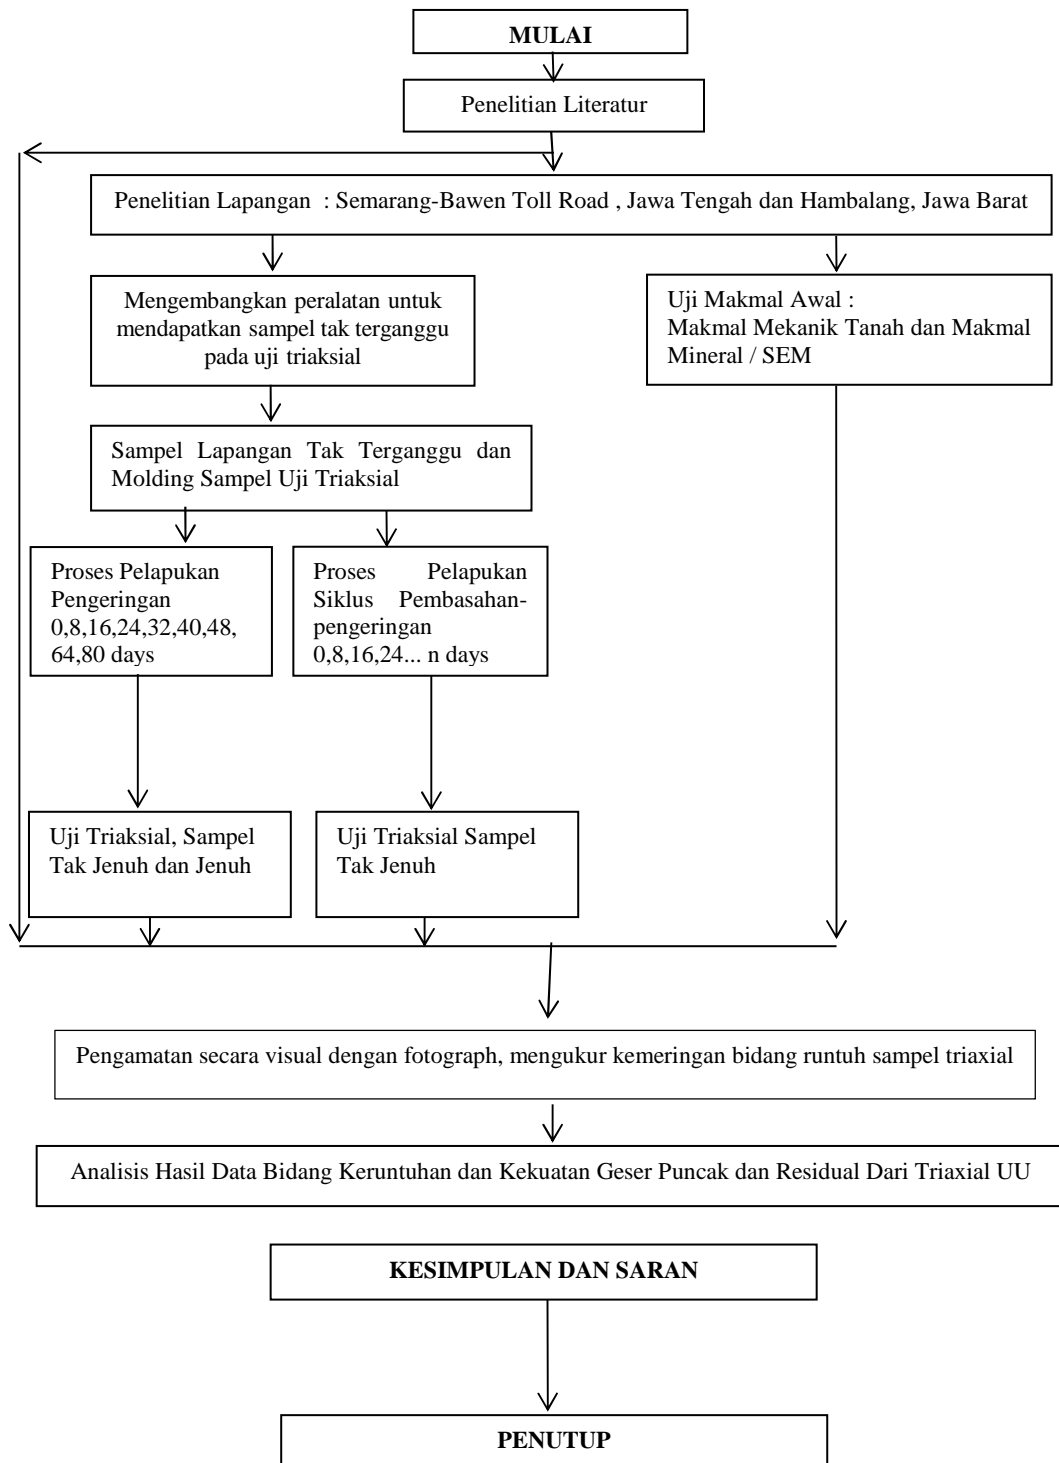 MULAI
Penelitian Literatur
Penelitian Lapangan : Semarang-Bawen Toll Road , Jawa Tengah dan Hambalang, Jawa Barat
Mengembangkan peralatan untuk
mendapatkan sampel tak terganggu
pada uji triaksial
Uji Makmal Awal :
Makmal Mekanik Tanah dan Makmal
Mineral / SEM
Sampel Lapangan Tak Terganggu dan
Molding Sampel Uji Triaksial
Proses Pelapukan
Pengeringan
0,8,16,24,32,40,48,
64,80 days
Proses Pelapukan
Siklus Pembasahan-
pengeringan
0,8,16,24... n days
Uji Triaksial, Sampel
Tak Jenuh dan Jenuh
Uji Triaksial Sampel
Tak Jenuh
Pengamatan secara visual dengan fotograph, mengukur kemeringan bidang runtuh sampel triaxial
Analisis Hasil Data Bidang Keruntuhan dan Kekuatan Geser Puncak dan Residual Dari Triaxial UU
KESIMPULAN DAN SARAN
PENUTUP